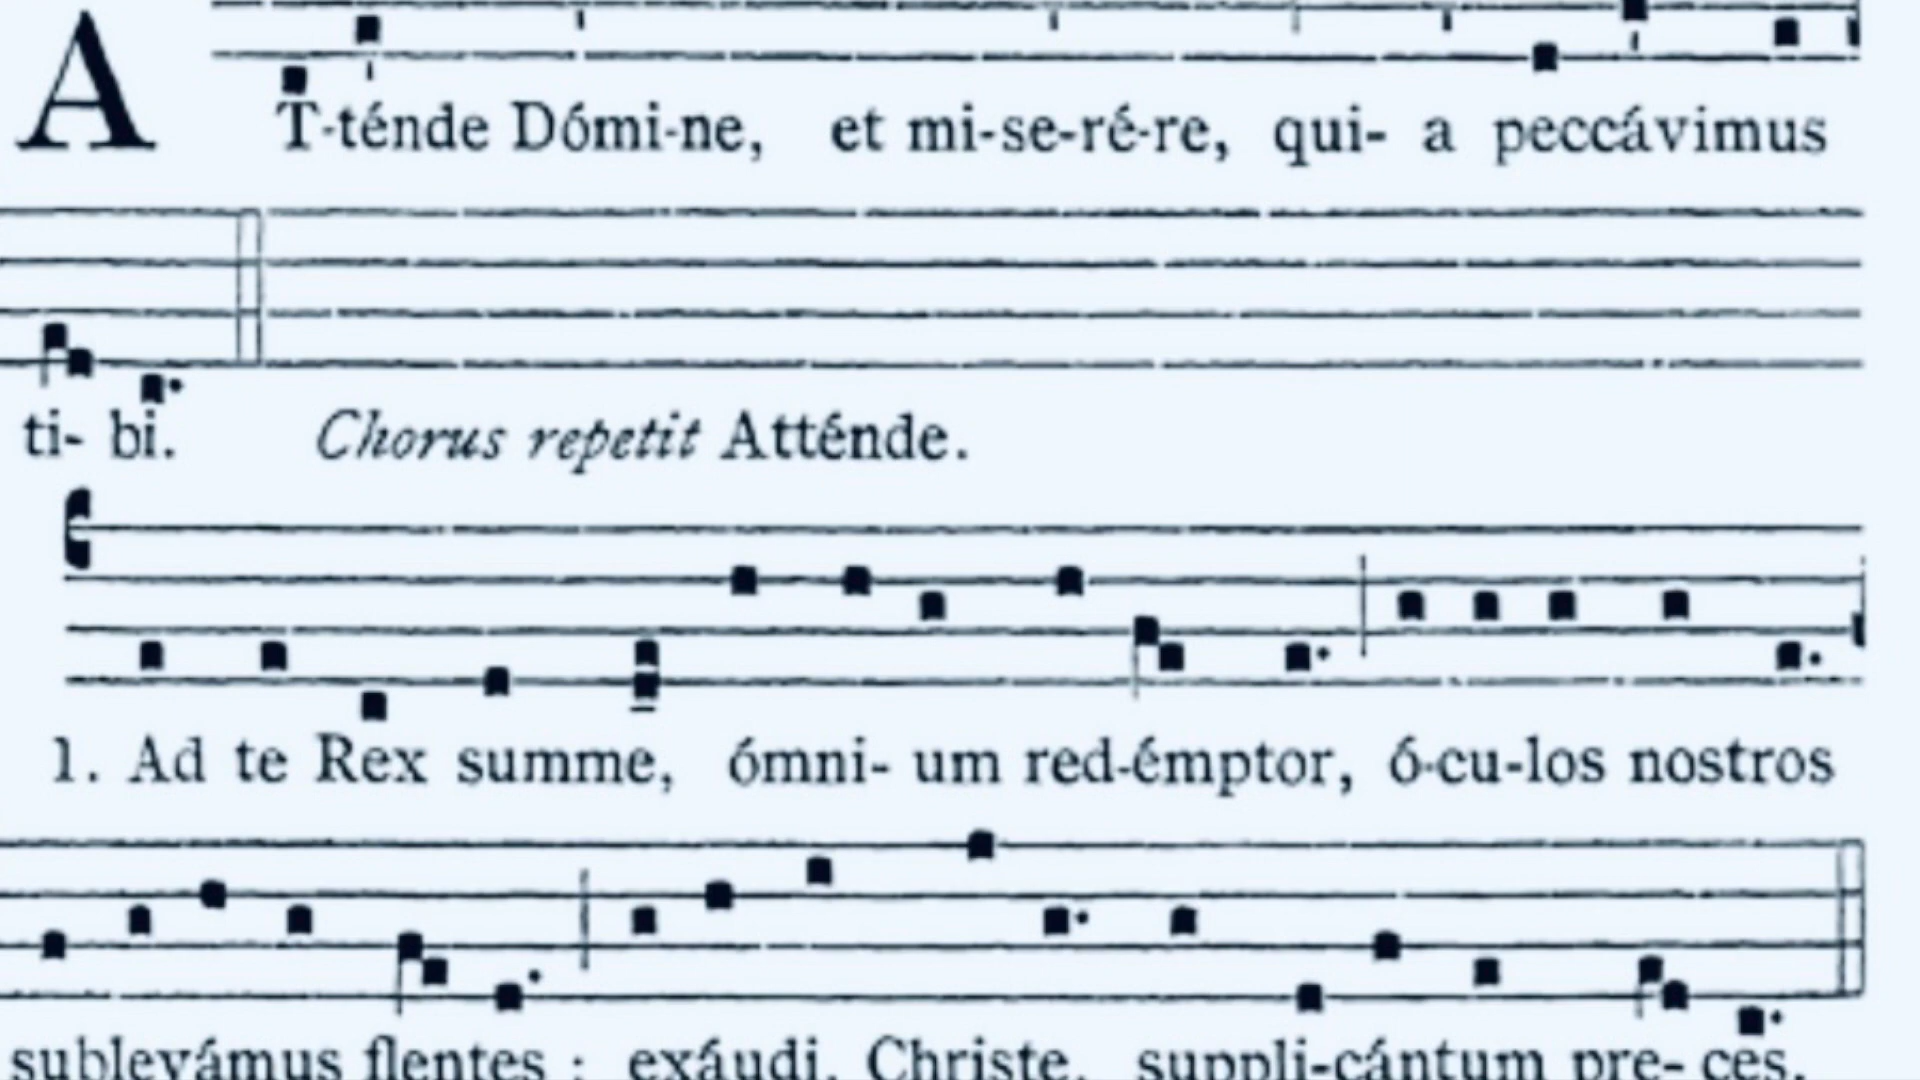 AT-ténde Dómi-ne, et mi-se-ré-re, qui- a peccávimus
ti- bi. Chorus repetit Atténde.
1. Ad te Rex summe, ómni- um red-émptor, ó-cu-los nostros
sublevámus flentes : exáudi, Christe, suppli-cántum pre- ces.